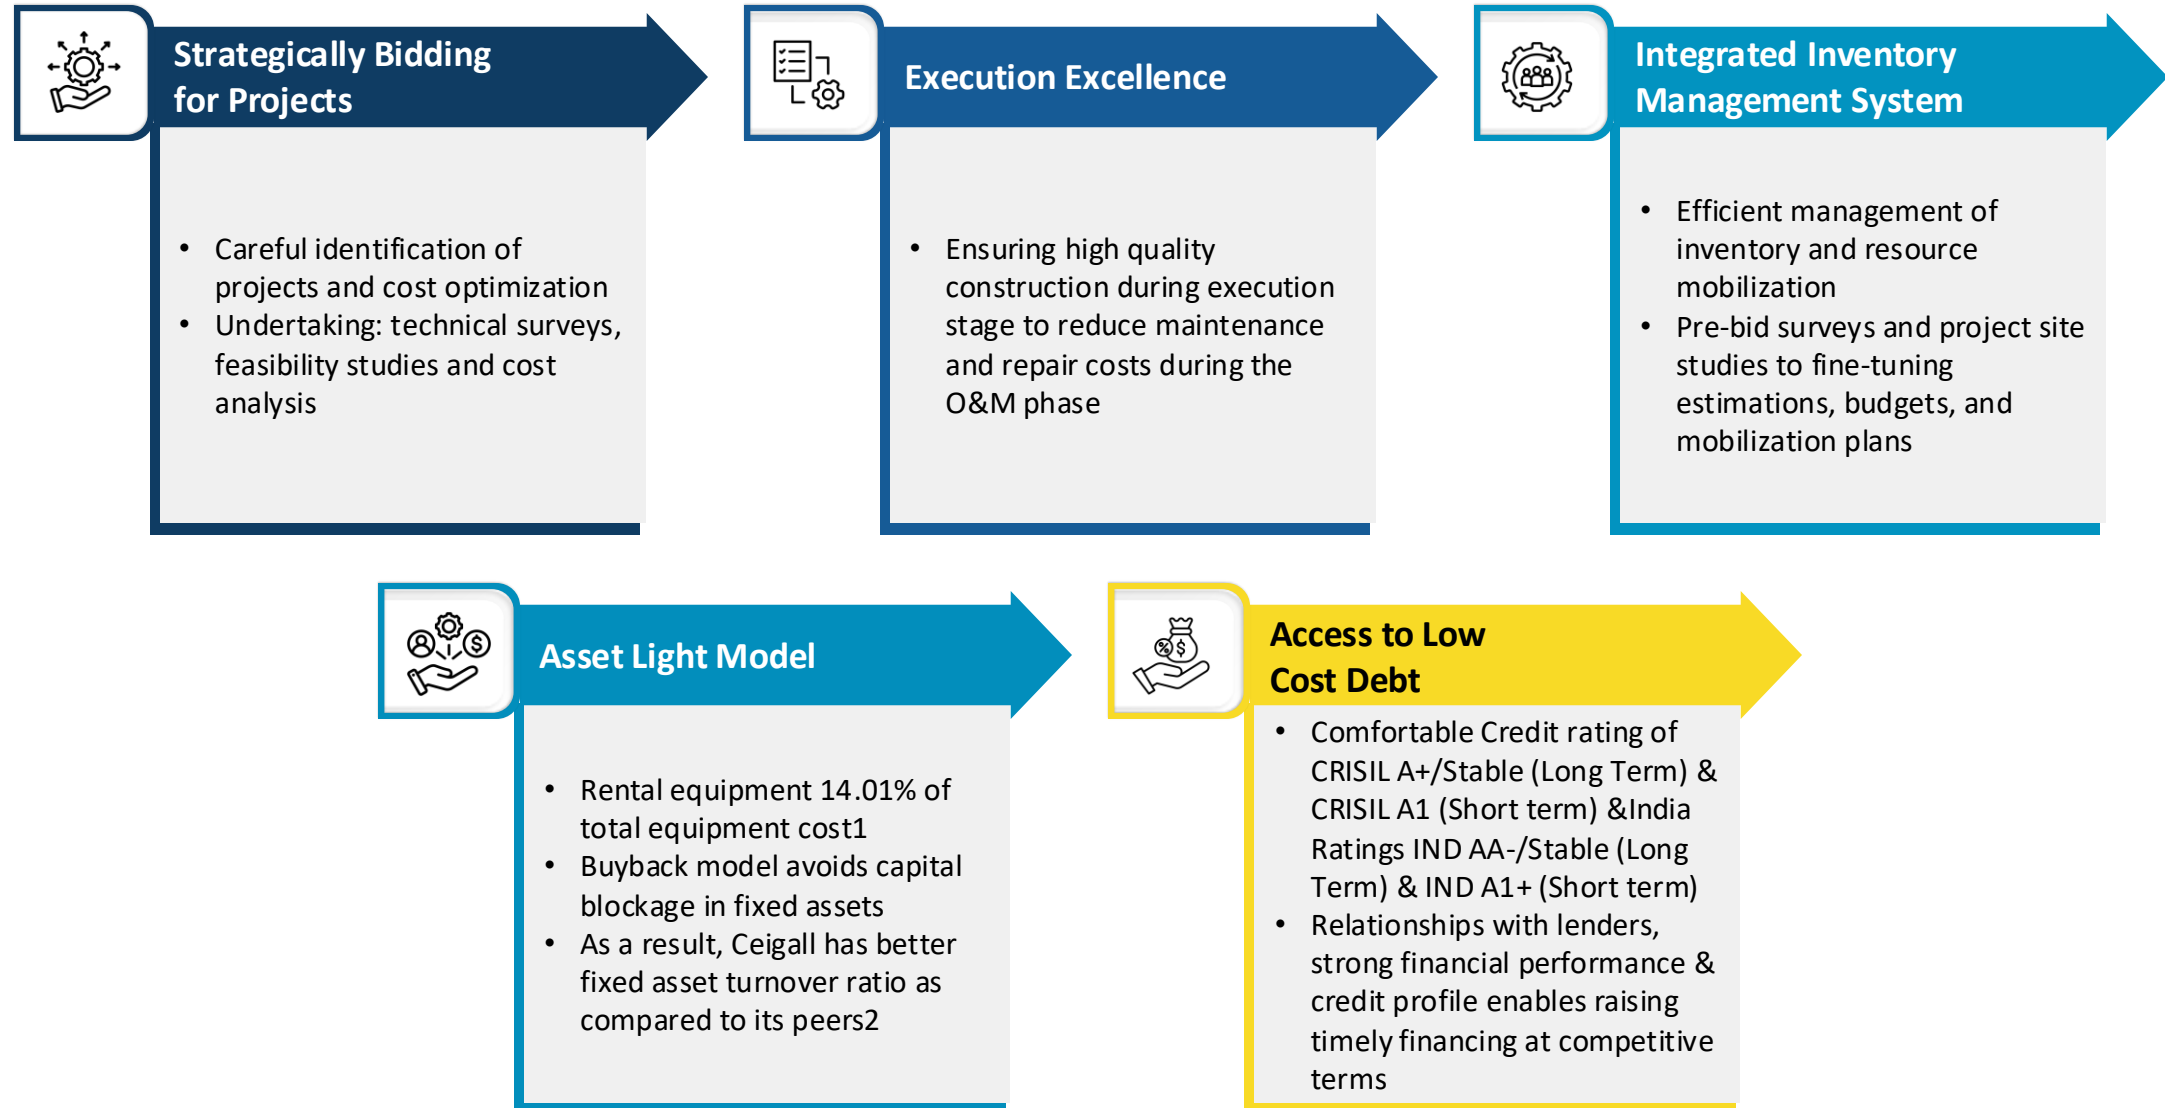 Strategically Bidding
for Projects
• Careful identification of
projects and cost optimization
• Undertaking: technical surveys,
feasibility studies and cost
analysis
Execution Excellence
• Ensuring high quality
construction during execution
stage to reduce maintenance
and repair costs during the
O&M phase
Integrated Inventory
Management System
• Efficient management of
inventory and resource
mobilization
• Pre-bid surveys and project site
studies to fine-tuning
estimations, budgets, and
mobilization plans
Asset Light Model
• Rental equipment 14.01% of
total equipment cost1
• Buyback model avoids capital
blockage in fixed assets
• As a result, Ceigall has better
fixed asset turnover ratio as
compared to its peers2
Access to Low
Cost Debt
• Comfortable Credit rating of
CRISIL A+/Stable (Long Term) &
CRISIL A1 (Short term) &India
Ratings IND AA-/Stable (Long
Term) & IND A1+ (Short term)
• Relationships with lenders,
strong financial performance &
credit profile enables raising
timely financing at competitive
terms